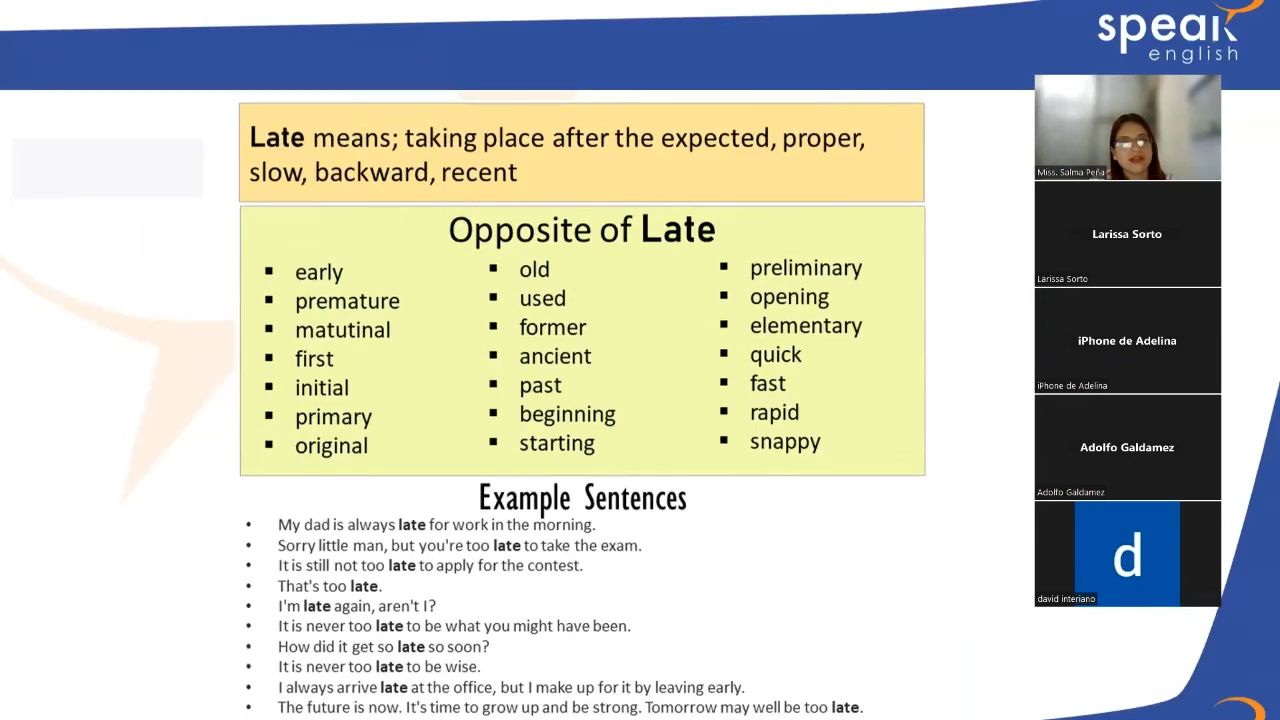 speak
english
Late means; taking place after the expected, proper,
slow, backward, recent
Opposite of Late
▪ early
▪ premature
▪ matutinal
▪ first
▪ initial
▪ primary
▪ original
▪ old
▪ used
▪ former
▪ ancient
▪ past
▪ beginning
▪ starting
▪ preliminary
▪ opening
▪ elementary
▪ quick
▪ fast
▪ rapid
▪ snappy
Example Sentences
• My dad is always late for work in the morning.
• Sorry little man, but you're too late to take the exam.
• It is still not too late to apply for the contest.
• That's too late.
• I'm late again, aren't I?
• It is never too late to be what you might have been.
• How did it get so late so soon?
• It is never too late to be wise.
• I always arrive late at the office, but I make up for it by leaving early.
• The future is now. It's time to grow up and be strong. Tomorrow may well be too late.
Miss. Salma Peña
Larissa Sorto
Larissa Sorto
iPhone de Adelina
iPhone de Adelina
Adolfo Galdamez
Adolfo Galdamez
d
david interiano